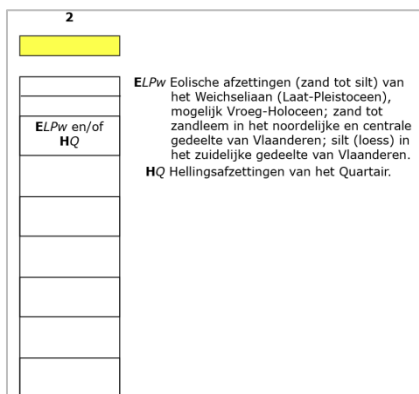 2
ELPw en/of
HQ
ELPw Eolische afzettingen (zand tot silt) van
het Weichseliaan (Laat-Pleistoceen),
mogelijk Vroeg-Holoceen; zand tot
zandleem in het noordelijke en centrale
gedeelte van Vlaanderen; silt (loess) in
het zuidelijke gedeelte van Vlaanderen.
HQ Hellingsafzettingen van het Quartair.